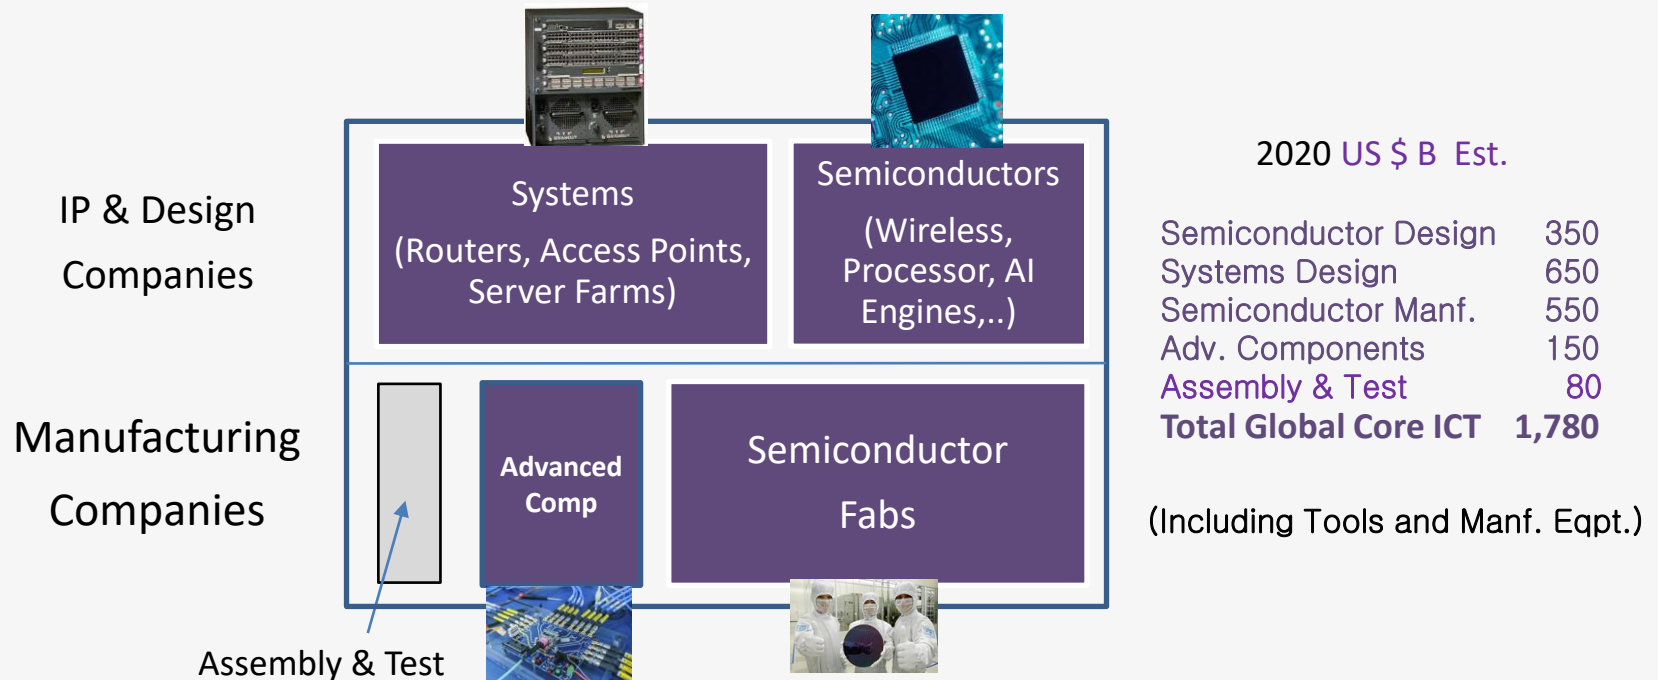 IP & Design
Companies
Systems
(Routers, Access Points,
Server Farms)
Semiconductors
(Wireless,
Processor, AI
Engines,..)
Manufacturing
Companies
Advanced
Comp
Semiconductor
Fabs
Assembly & Test
2020 US $ B Est.
Semiconductor Design 350
Systems Design 650
Semiconductor Manf. 550
Adv. Components 150
Assembly & Test 80
Total Global Core ICT 1,780
(Including Tools and Manf. Eqpt.)